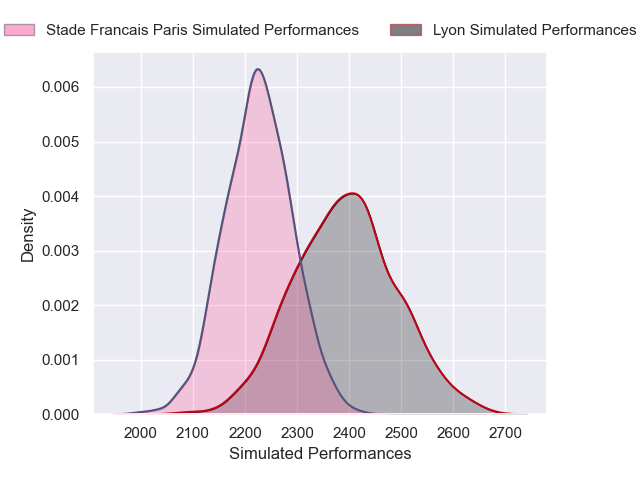 Stade Francais Paris Simulated Performances
Lyon Simulated Performances
Density
0.006
0.005
0.004
0.003
0.002
0.001
0.000
2000 2100 2200 2300 2400 2500 2600 2700
Simulated Performances